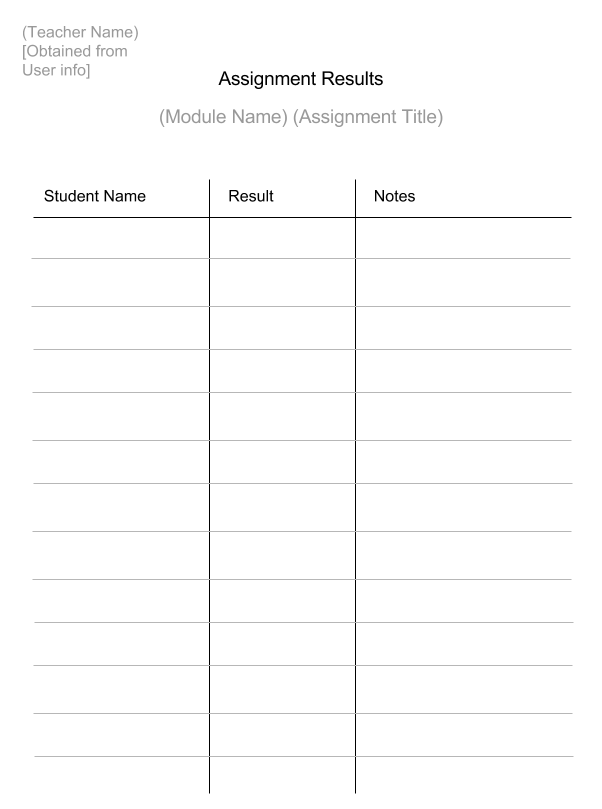 (Teacher Name)
[Obtained from
User info]
Assignment Results
(Module Name) (Assignment Title)
Student Name Result Notes